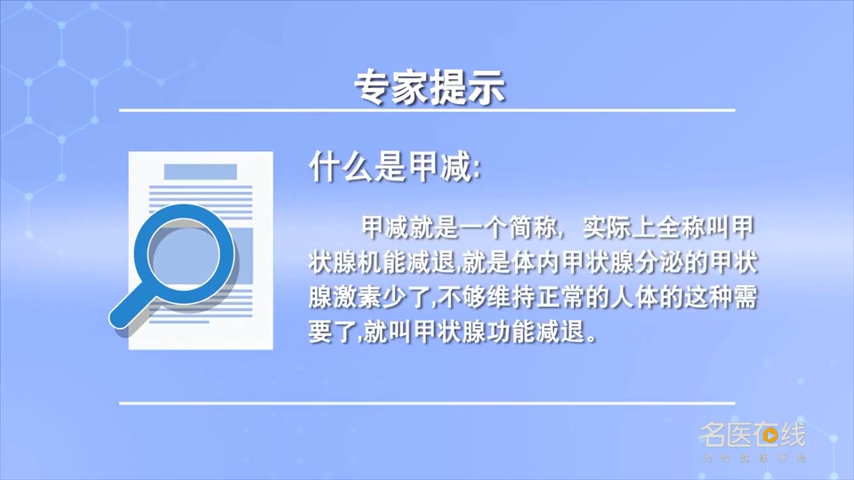 专家提示
什么是甲减:
甲减就是一个简称，实际上全称叫甲
状腺机能减退,就是体内甲状腺分泌的甲状
腺激素少了,不够维持正常的人体的这种需
要了,就叫甲状腺功能减退。
名医在线